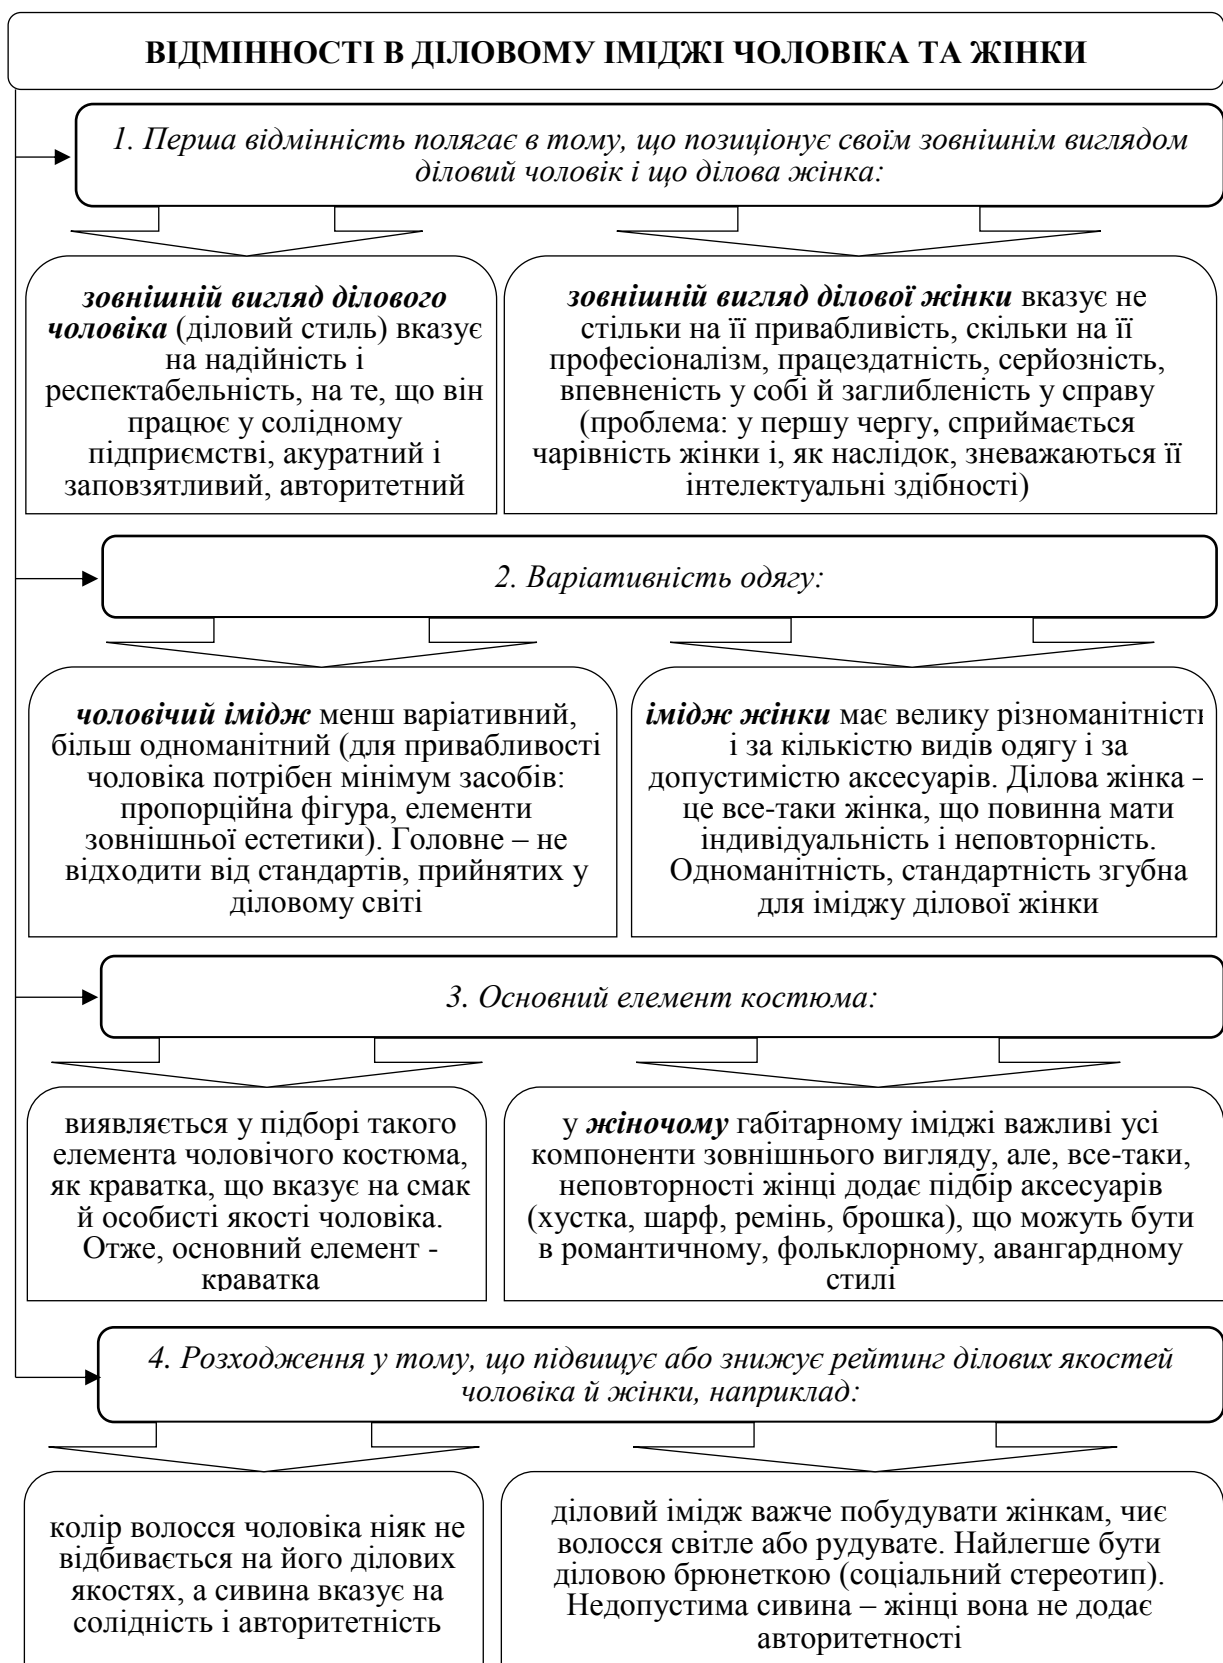 ВІДМІННОСТІ В ДІЛОВОМУ ІМІДЖІ ЧОЛОВІКА ТА ЖІНКИ
1. Перша відмінність полягає в тому, що позиціонує своїм зовнішнім виглядом
діловий чоловік і що ділова жінка:
зовнішній вигляд ділового
чоловіка (діловий стиль) вказує
на надійність і
респектабельність, на те, що він
працює у солідному
підприємстві, акуратний і
заповзятливий, авторитетний
зовнішній вигляд ділової жінки вказує не
стільки на її привабливість, скільки на її
професіоналізм, працездатність, серйозність,
впевненість у собі й заглибленість у справу
(проблема: у першу чергу, сприймається
чарівність жінки і, як наслідок, зневажаються її
інтелектуальні здібності)
2. Варіативність одягу:
чоловічий імідж менш варіативний,
більш одноманітний (для привабливості
чоловіка потрібен мінімум засобів:
пропорційна фігура, елементи
зовнішньої естетики). Головне – не
відходити від стандартів, прийнятих у
діловому світі
імідж жінки має велику різноманітність
і за кількістю видів одягу і за
допустимістю аксесуарів. Ділова жінка –
це все-таки жінка, що повинна мати
індивідуальність і неповторність.
Одноманітність, стандартність згубна
для іміджу ділової жінки
3. Основний елемент костюма:
виявляється у підборі такого
елемента чоловічого костюма,
як краватка, що вказує на смак
й особисті якості чоловіка.
Отже, основний елемент -
краватка
у жіночому габітарному іміджі важливі усі
компоненти зовнішнього вигляду, але, все-таки,
неповторності жінці додає підбір аксесуарів
(хустка, шарф, ремінь, брошка), що можуть бути
в романтичному, фольклорному, авангардному
стилі
4. Розходження у тому, що підвищує або знижує рейтинг ділових якостей
чоловіка й жінки, наприклад:
колір волосся чоловіка ніяк не
відбивається на його ділових
якостях, а сивина вказує на
солідність і авторитетність
діловий імідж важче побудувати жінкам, чиє
волосся світле або рудувате. Найлегше бути
діловою брюнеткою (соціальний стереотип).
Недопустима сивина – жінці вона не додає
авторитетності